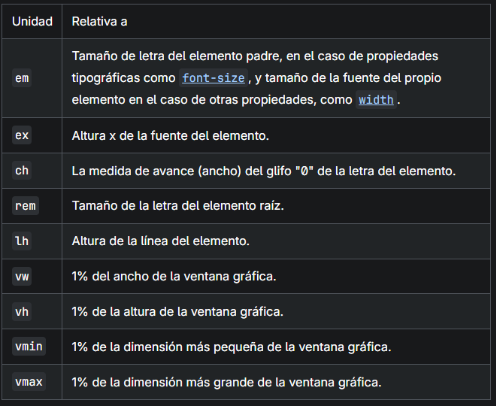 Unidad Relativa a
Tamaño de letra del elemento padre, en el caso de propiedades
em tipográficas como font-size, y tamaño de la fuente del propio
elemento en el caso de otras propiedades, como width.
ex Altura x de la fuente del elemento.
ch La medida de avance (ancho) del glifo "0" de la letra del elemento.
rem Tamaño de la letra del elemento raíz.
lh Altura de la línea del elemento.
vw 1% del ancho de la ventana gráfica.
vh 1% de la altura de la ventana gráfica.
vmin 1% de la dimensión más pequeña de la ventana gráfica.
vmax 1% de la dimensión más grande de la ventana gráfica.